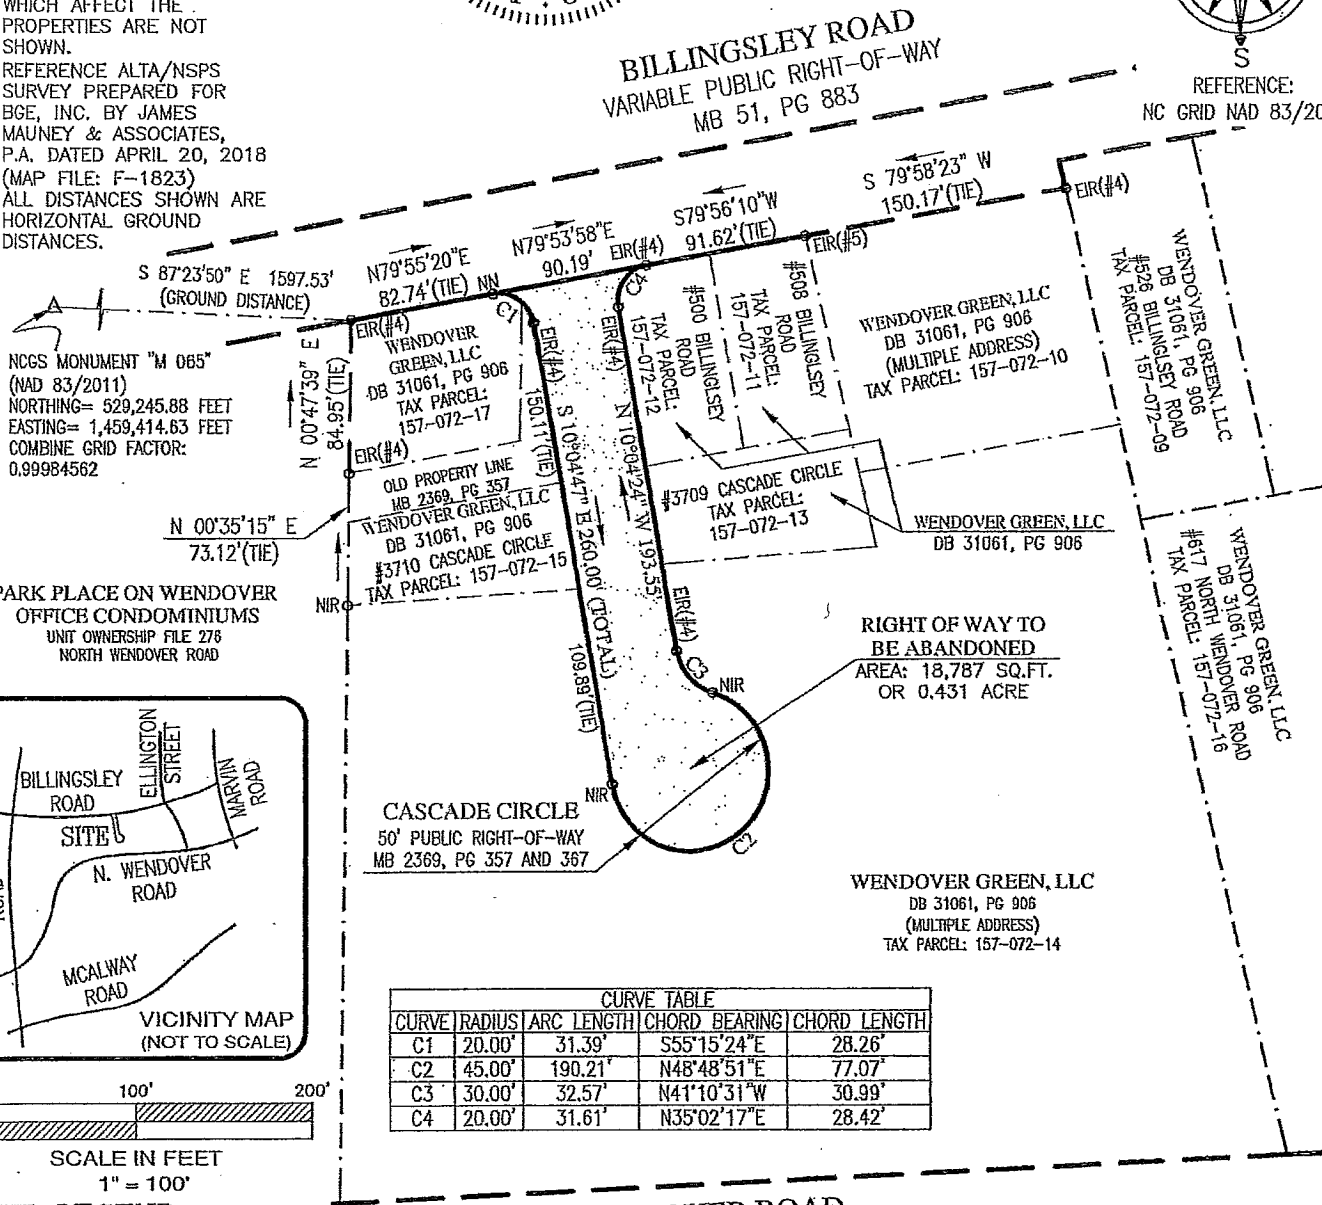 WHICH AFFECT THE
PROPERTIES ARE NOT
SHOWN.
REFERENCE ALTA/NSPS
SURVEY PREPARED FOR
BGE, INC. BY JAMES
MAUNEY & ASSOCIATES,
P.A. DATED APRIL 20, 2018
(MAP FILE: F-1823)
ALL DISTANCES SHOWN ARE
HORIZONTAL GROUND
DISTANCES.
BILLINGSLEY ROAD
VARIABLE PUBLIC RIGHT-OF-WAY
MB 51, PG 883
S
REFERENCE:
NC GRID NAD 83/20
S 87°23'50" E 1597.53'
(GROUND DISTANCE)
N79°55'20"E
82.74'(TIE)
NN
N79°53'58"E
90.19'
EIR(#4)
S79°56'10"W
91.62'(TIE)
EIR(#5)
S 79°58'23" W
150.17'(TIE)
EIR(#4)
NCGS MONUMENT "M 065"
(NAD 83/2011)
NORTHING= 529,245.88 FEET
EASTING= 1,459,414.63 FEET
COMBINE GRID FACTOR:
0.99984562
N 00°47'39" E
84.95'(TIE)
EIR(#4)
EIR(#4)
WENDOVER
GREEN, LLC
DB 31061, PG 906
TAX PARCEL:
157-072-17
OLD PROPERTY LINE
MB 2369, PG 357
WENDOVER GREEN, LLC
DB 31061, PG 906
#3710 CASCADE CIRCLE
TAX PARCEL: 157-072-15
N 00°35'15" E
73.12'(TIE)
NIR
C1
EIR(#4)
150.11'(TIE)
S 10°04'47" E 260.00' (TOTAL)
109.89'(TIE)
C4
EIR(#4)
N 10°04'24" W 193.55'
EIR(#4)
C3
NIR
NIR
C2
#500 BILLINGLSEY
ROAD
TAX PARCEL:
157-072-12
#508 BILLINGLSEY
ROAD
TAX PARCEL:
157-072-11
#3709 CASCADE CIRCLE
TAX PARCEL:
157-072-13
WENDOVER GREEN, LLC
DB 31061, PG 906
(MULTIPLE ADDRESS)
TAX PARCEL: 157-072-10
WENDOVER GREEN, LLC
DB 31061, PG 906
WENDOVER GREEN, LLC
DB 31061, PG 906
#526 BILLINGSLEY ROAD
TAX PARCEL: 157-072-09
WENDOVER GREEN, LLC
DB 31061, PG 906
#617 NORTH WENDOVER ROAD
TAX PARCEL: 157-072-16
PARK PLACE ON WENDOVER
OFFICE CONDOMINIUMS
UNIT OWNERSHIP FILE 276
NORTH WENDOVER ROAD
RIGHT OF WAY TO
BE ABANDONED
AREA: 18,787 SQ.FT.
OR 0.431 ACRE
CASCADE CIRCLE
50' PUBLIC RIGHT-OF-WAY
MB 2369, PG 357 AND 367
WENDOVER GREEN, LLC
DB 31061, PG 906
(MULTIPLE ADDRESS)
TAX PARCEL: 157-072-14
BILLINGSLEY
ROAD
ELLINGTON
STREET
MARVIN
ROAD
SITE
N. WENDOVER
ROAD
MCALWAY
ROAD
VICINITY MAP
(NOT TO SCALE)
CURVE TABLE
CURVE RADIUS ARC LENGTH CHORD BEARING CHORD LENGTH
C1 20.00' 31.39' S55°15'24"E 28.26'
C2 45.00' 190.21' N48°48'51"E 77.07'
C3 30.00' 32.57' N41°10'31"W 30.99'
C4 20.00' 31.61' N35°02'17"E 28.42'
100' 200'
SCALE IN FEET
1" = 100'
ROAD